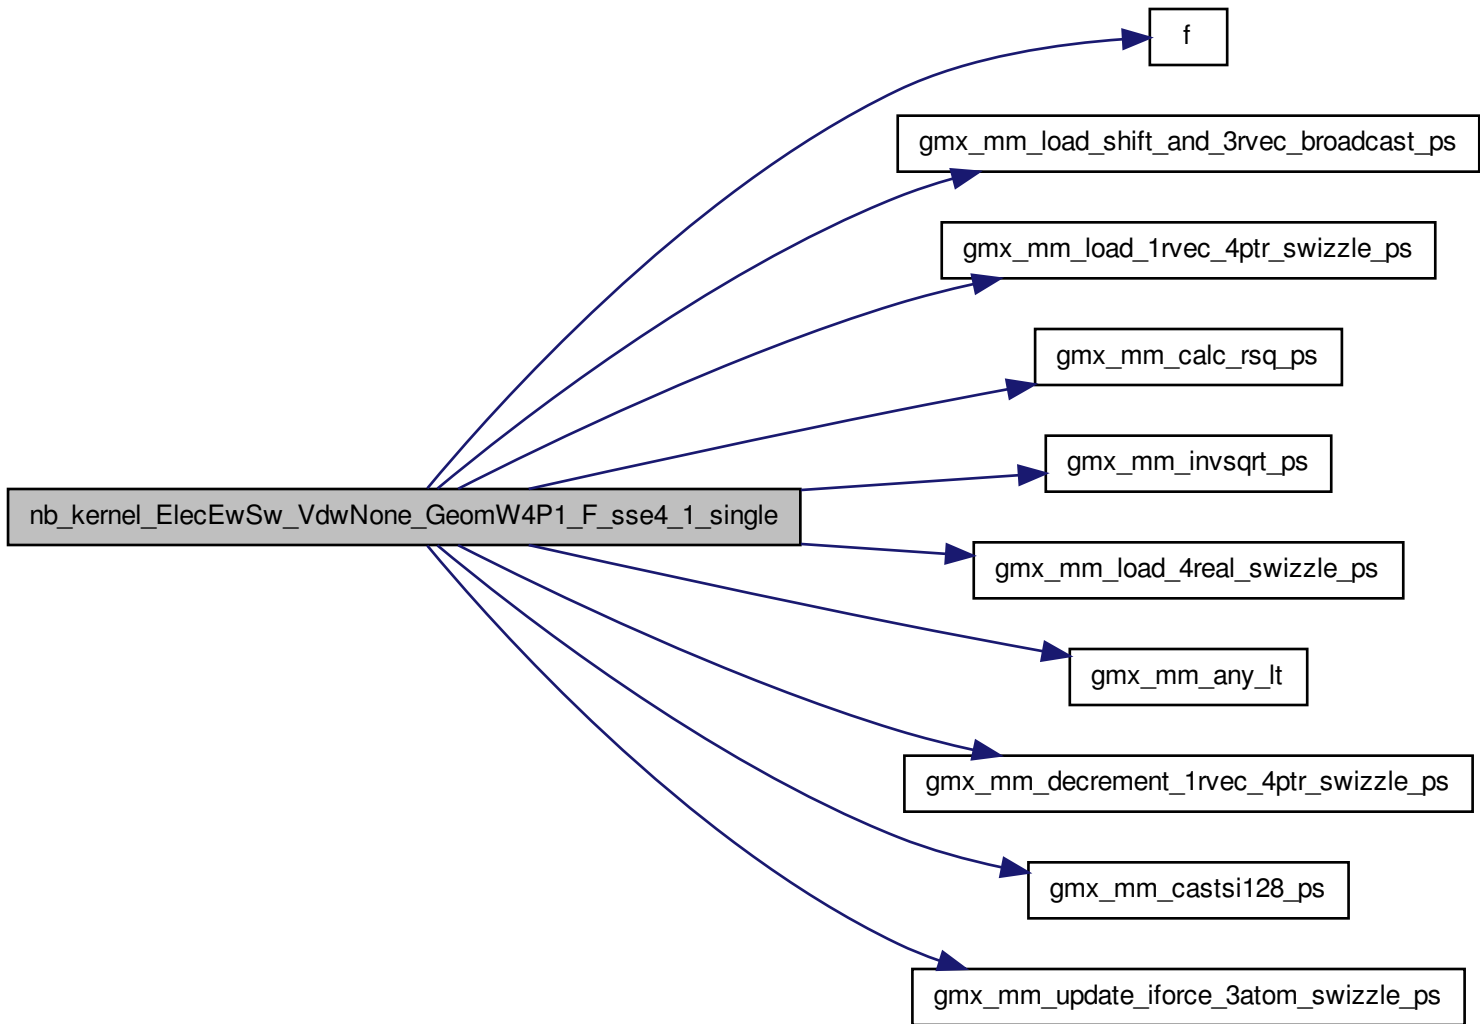 f
gmx_mm_load_shift_and_3rvec_broadcast_ps
gmx_mm_load_1rvec_4ptr_swizzle_ps
gmx_mm_calc_rsq_ps
gmx_mm_invsqrt_ps
nb_kernel_ElecEwSw_VdwNone_GeomW4P1_F_sse4_1_single
gmx_mm_load_4real_swizzle_ps
gmx_mm_any_lt
gmx_mm_decrement_1rvec_4ptr_swizzle_ps
gmx_mm_castsi128_ps
gmx_mm_update_iforce_3atom_swizzle_ps